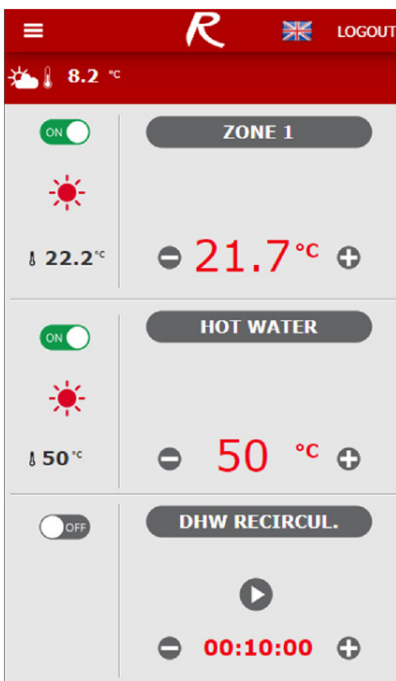 R
LOGOUT
8.2 °C
ON
ZONE 1
22.2°C
21.7°C
ON
HOT WATER
50°C
50 °C
OFF
DHW RECIRCUL.
00:10:00